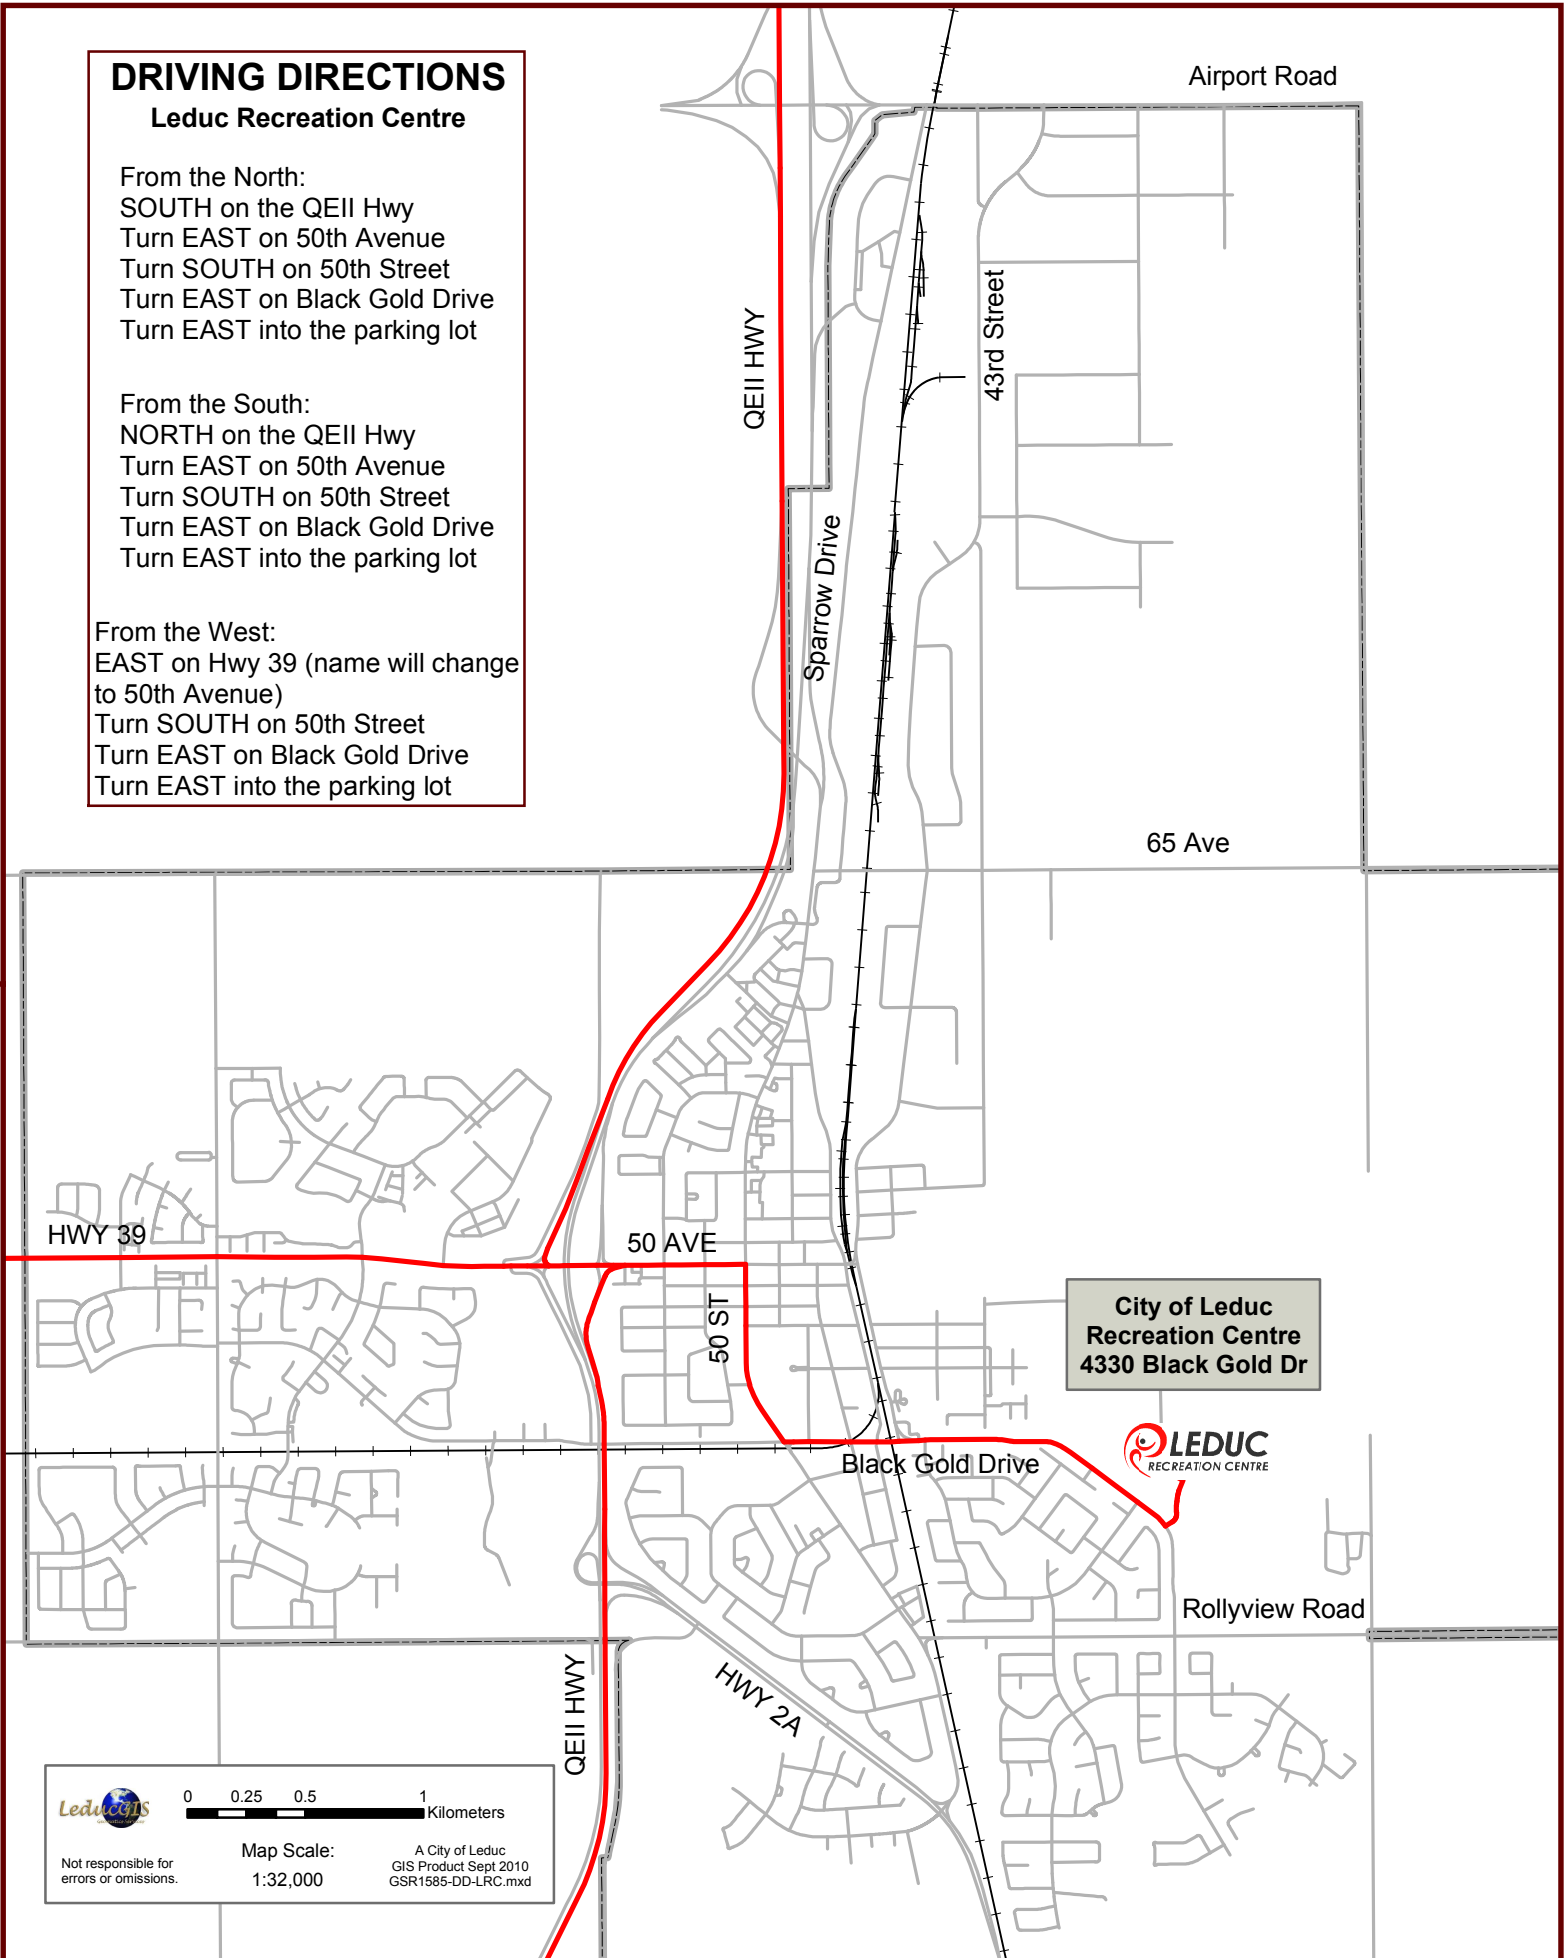 DRIVING DIRECTIONS
Leduc Recreation Centre
From the North:
SOUTH on the QEII Hwy
Turn EAST on 50th Avenue
Turn SOUTH on 50th Street
Turn EAST on Black Gold Drive
Turn EAST into the parking lot
From the South:
NORTH on the QEII Hwy
Turn EAST on 50th Avenue
Turn SOUTH on 50th Street
Turn EAST on Black Gold Drive
Turn EAST into the parking lot
From the West:
EAST on Hwy 39 (name will change
to 50th Avenue)
Turn SOUTH on 50th Street
Turn EAST on Black Gold Drive
Turn EAST into the parking lot
Airport Road
QEII HWY
43rd Street
Sparrow Drive
65 Ave
HWY 39
50 AVE
50 ST
City of Leduc
Recreation Centre
4330 Black Gold Dr
LEDUC
RECREATION CENTRE
Black Gold Drive
Rollyview Road
QEII HWY
HWY 2A
LeducGIS
0 0.25 0.5 1
Kilometers
Map Scale:
1:32,000
Not responsible for
errors or omissions.
A City of Leduc
GIS Product Sept 2010
GSR1585-DD-LRC.mxd